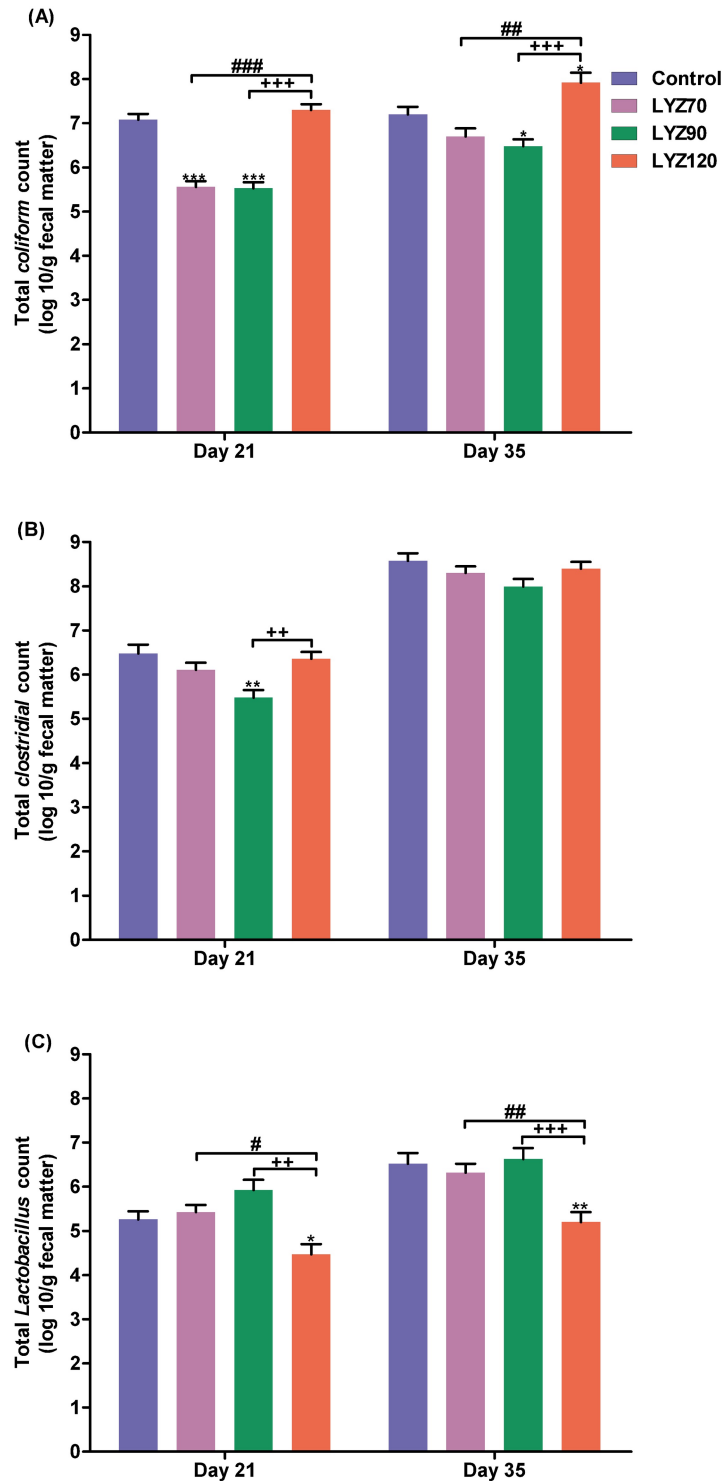 (A)
Total coliform count
(log 10/g fecal matter)
9
8
7
6
5
4
3
2
1
0
###
+++
***
***
##
+++
*
*
Day 21
Day 35
Control
LYZ70
LYZ90
LYZ120
(B)
Total clostridial count
(log 10/g fecal matter)
9
8
7
6
5
4
3
2
1
0
++
**
Day 21
Day 35
(C)
Total Lactobacillus count
(log 10/g fecal matter)
9
8
7
6
5
4
3
2
1
0
#
++
*
##
+++
**
Day 21
Day 35